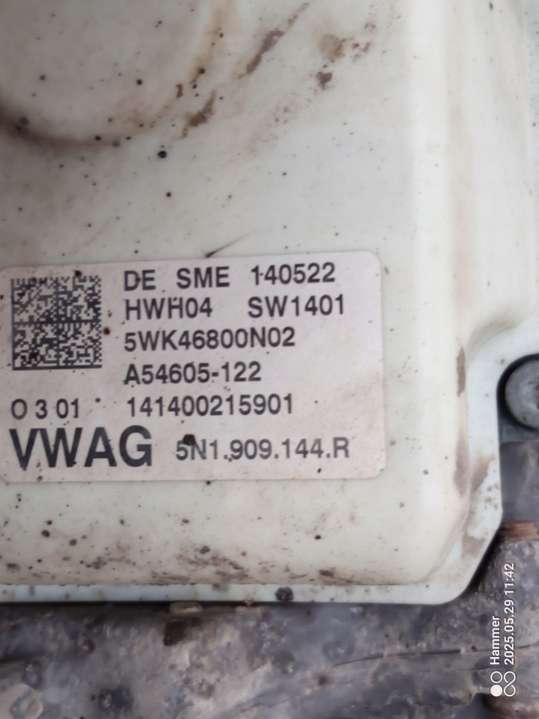 DE SME 140522
HWH04 SW1401
5WK46800N02
A54605-122
O 3 01 141400215901
VWAG 5N1.909.144.R
Hammer
2025.05.29 11:42